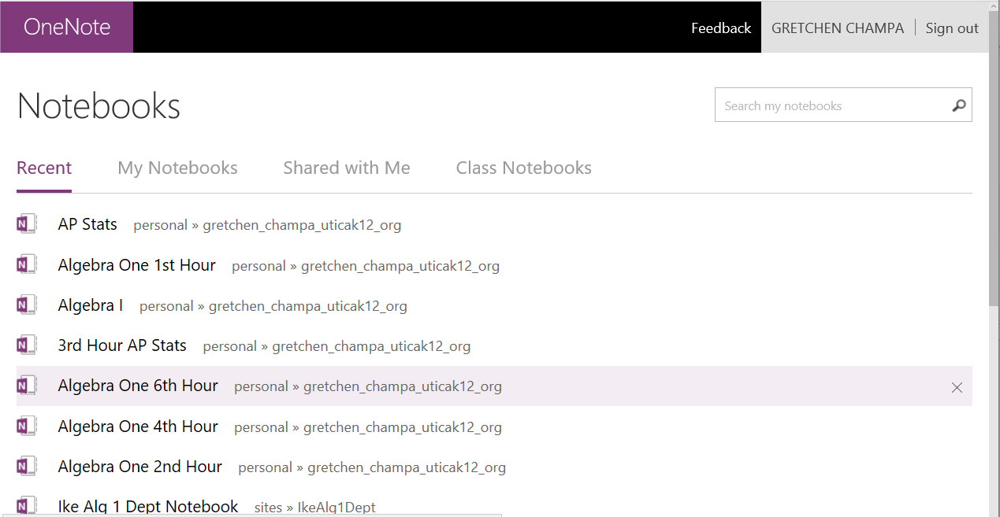 OneNote Feedback GRETCHEN CHAMPA Sign out
Notebooks Search my notebooks
Recent My Notebooks Shared with Me Class Notebooks
N AP Stats personal » gretchen_champa_uticak12_org
N Algebra One 1st Hour personal » gretchen_champa_uticak12_org
N Algebra I personal » gretchen_champa_uticak12_org
N 3rd Hour AP Stats personal » gretchen_champa_uticak12_org
N Algebra One 6th Hour personal » gretchen_champa_uticak12_org
N Algebra One 4th Hour personal » gretchen_champa_uticak12_org
N Algebra One 2nd Hour personal » gretchen_champa_uticak12_org
N Ike Alg 1 Dept Notebook sites » IkeAlg1Dept